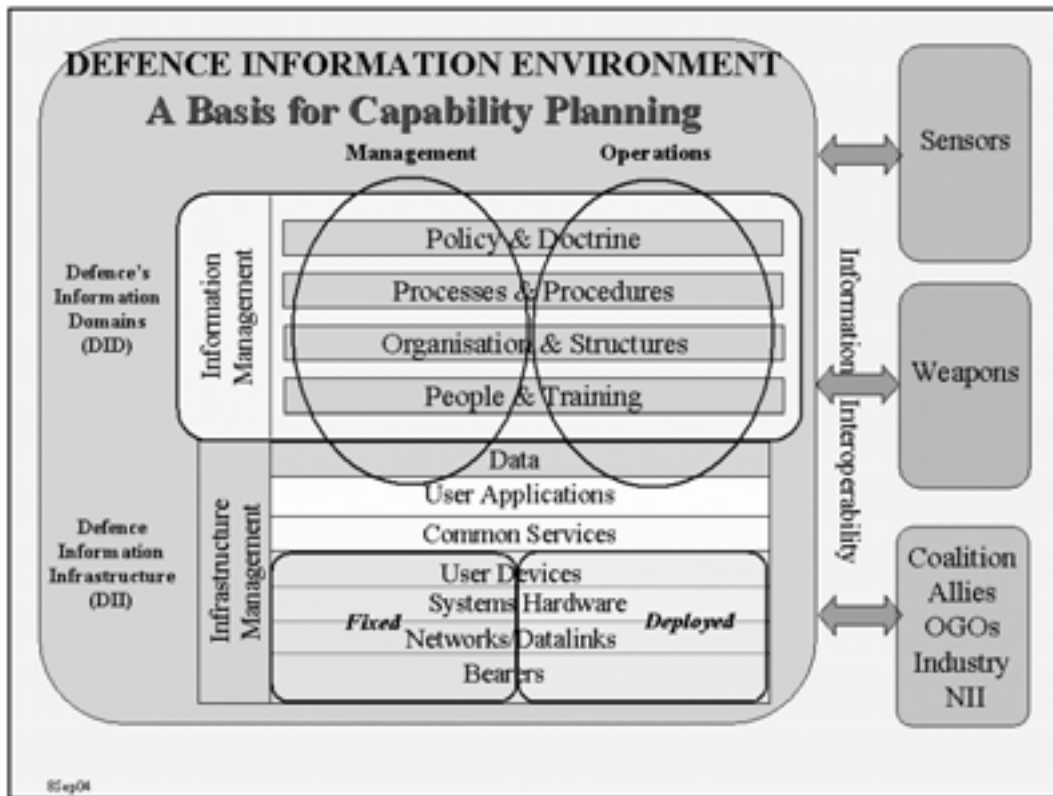 DEFENCE INFORMATION ENVIRONMENT
A Basis for Capability Planning
Management
Operations
Defence's
Information
Domains
(DID)
Information
Management
Policy & Doctrine
Processes & Procedures
Organisation & Structures
People & Training
Defence
Information
Infrastructure
(DII)
Infrastructure
Management
Data
User Applications
Common Services
User Devices
Systems Hardware
Fixed
Deployed
Networks/Datalinks
Bearers
Information Interoperability
Sensors
Weapons
Coalition
Allies
OGOs
Industry
NII
8Sep04